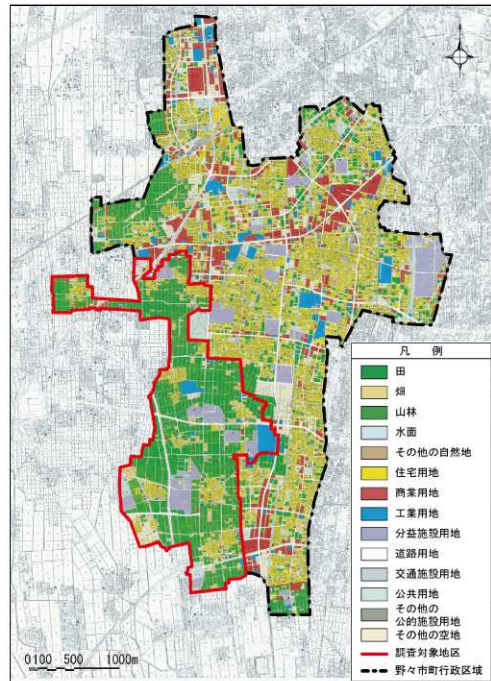 凡 例
田
畑
山林
水面
その他の自然地
住宅用地
商業用地
工業用地
分益施設用地
道路用地
交通施設用地
公共用地
その他の
公的施設用地
その他の空地
調査対象地区
野々市町行政区域
0100 500 1000m